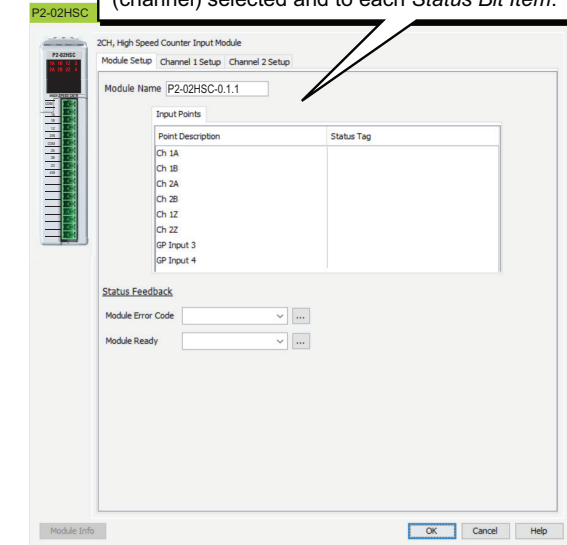 (channel) selected and to each Status Bit Item.
P2-02HSC
2CH, High Speed Counter Input Module
P2-02HSC
Module Setup Channel 1 Setup Channel 2 Setup
Module Name P2-02HSC-0.1.1
Input Points
Point Description Status Tag
Ch 1A
Ch 1B
Ch 2A
Ch 2B
Ch 1Z
Ch 2Z
GP Input 3
GP Input 4
Status Feedback
Module Error Code ...
Module Ready ...
Module Info OK Cancel Help